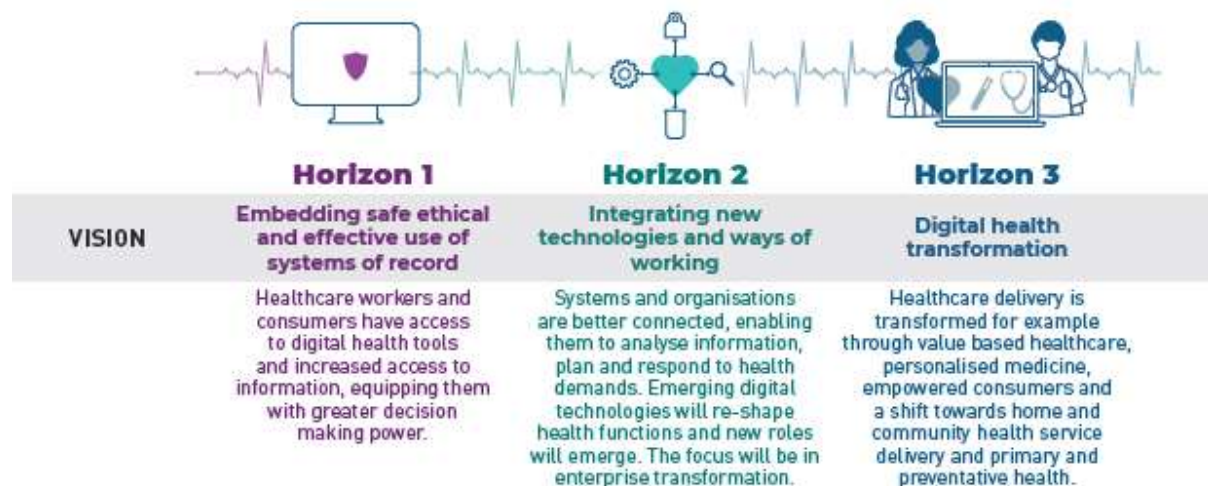 Horizon 1
Horizon 2
Horizon 3
VISION
Embedding safe ethical
and effective use of
systems of record
Integrating new
technologies and ways of
working
Digital health
transformation
Healthcare workers and
consumers have access
to digital health tools
and increased access to
information, equipping them
with greater decision
making power.
Systems and organisations
are better connected, enabling
them to analyse information,
plan and respond to health
demands. Emerging digital
technologies will re-shape
health functions and new roles
will emerge. The focus will be in
enterprise transformation.
Healthcare delivery is
transformed for example
through value based healthcare,
personalised medicine,
empowered consumers and
a shift towards home and
community health service
delivery and primary and
preventative health.